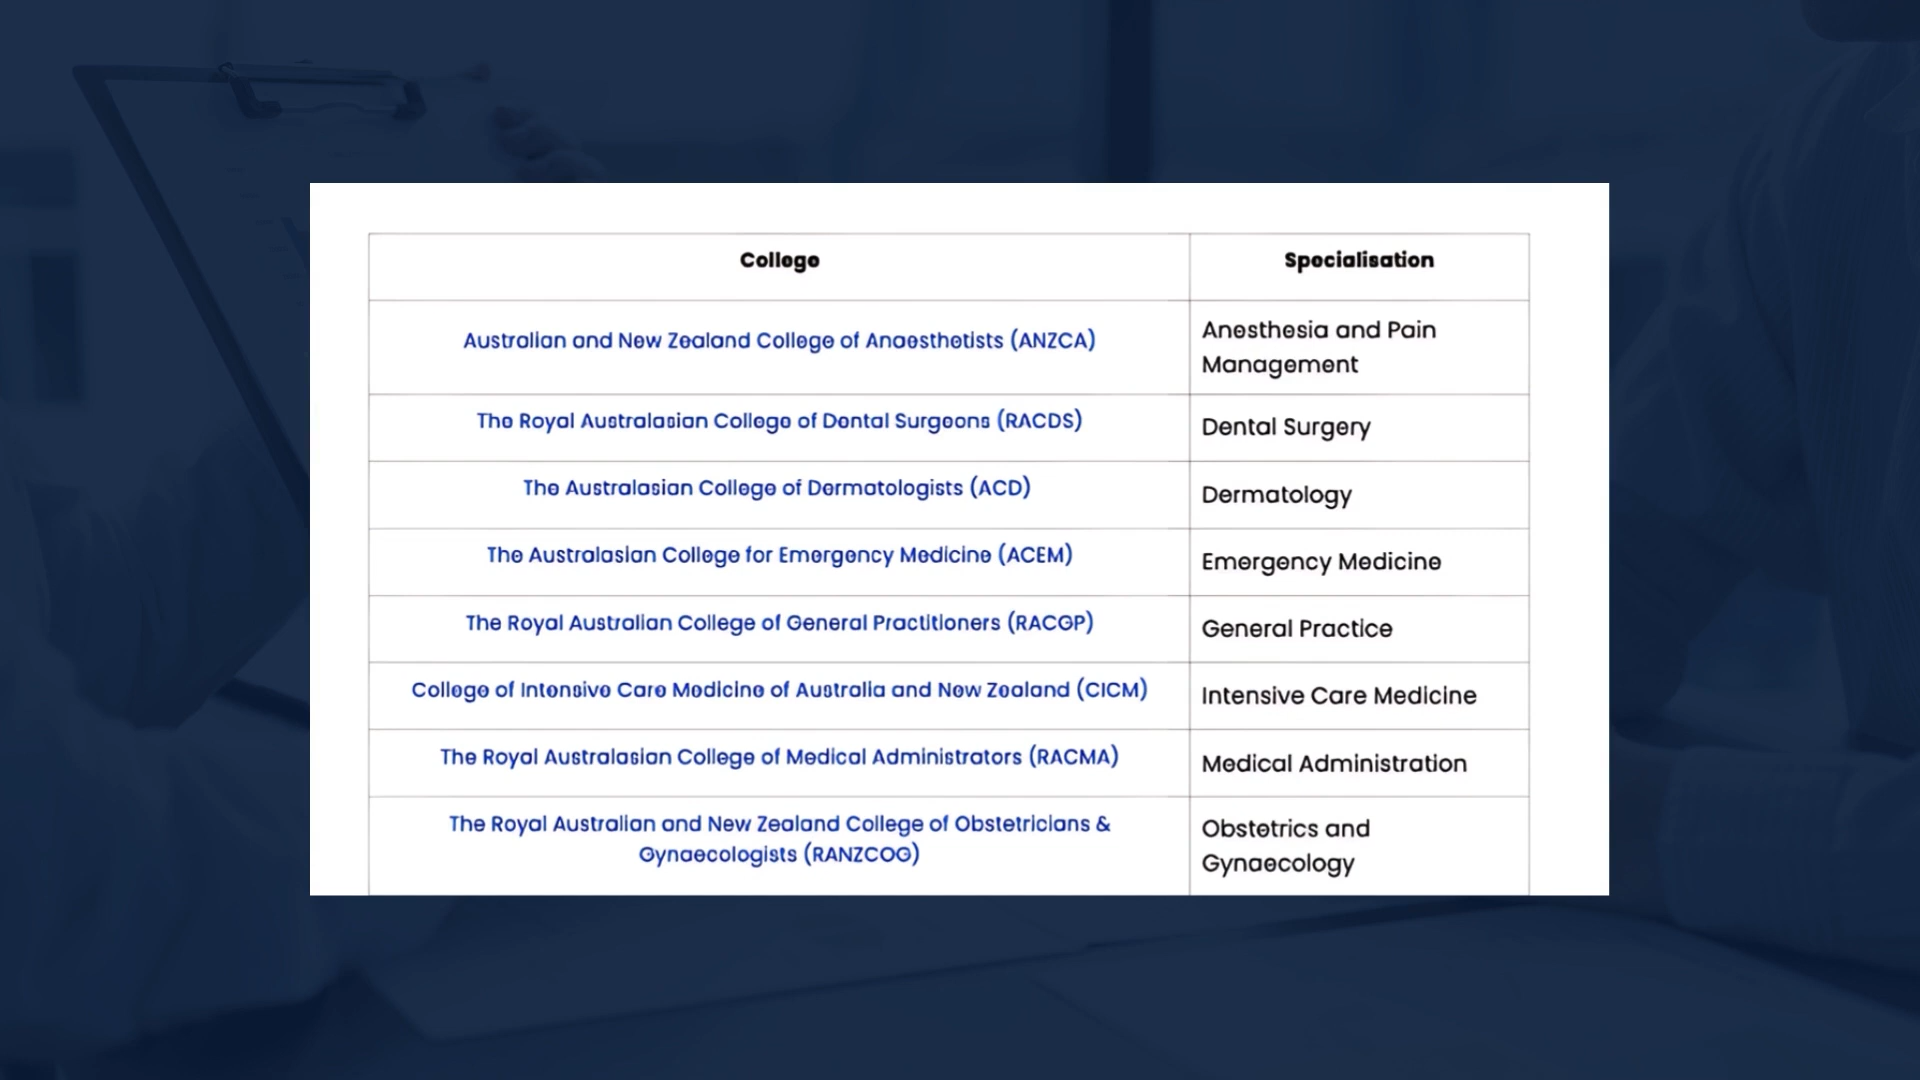 College
Specialisation
Australian and New Zealand College of Anaesthetists (ANZCA)
Anesthesia and Pain
Management
The Royal Australasian College of Dental Surgeons (RACDS)
Dental Surgery
The Australasian College of Dermatologists (ACD)
Dermatology
The Australasian College for Emergency Medicine (ACEM)
Emergency Medicine
The Royal Australian College of General Practitioners (RACGP)
General Practice
College of Intensive Care Medicine of Australia and New Zealand (CICM)
Intensive Care Medicine
The Royal Australasian College of Medical Administrators (RACMA)
Medical Administration
The Royal Australian and New Zealand College of Obstetricians &
Gynaecologists (RANZCOG)
Obstetrics and
Gynaecology